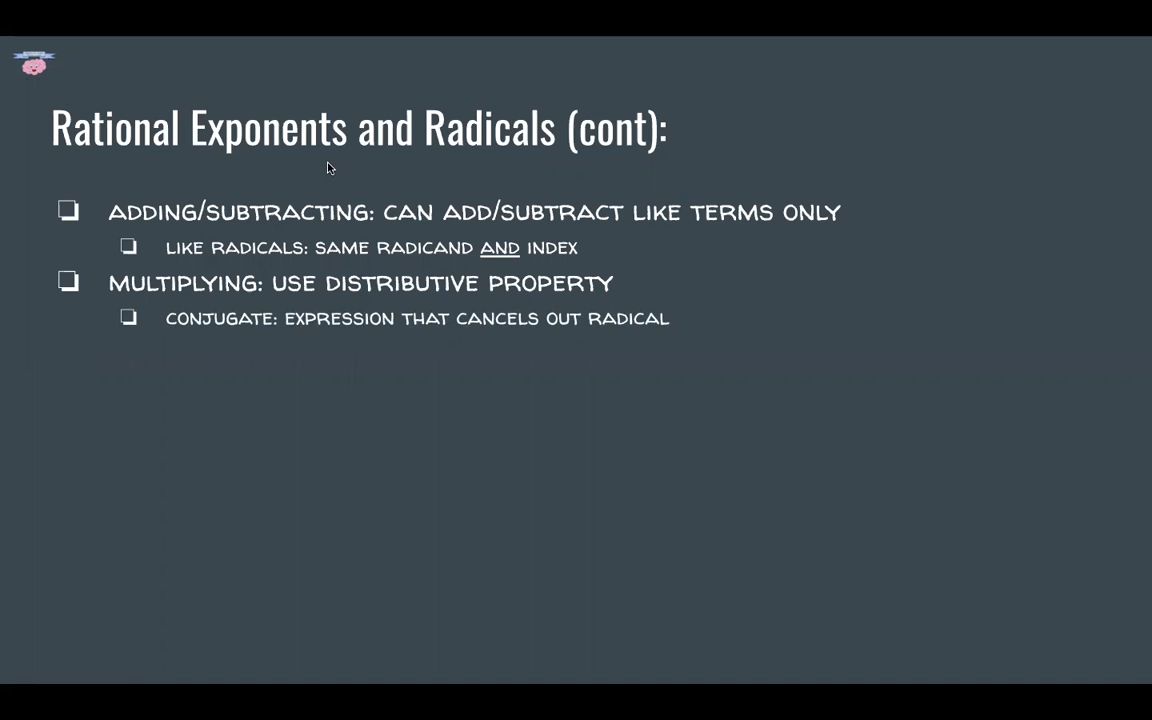 Rational Exponents and Radicals (cont):
ADDING/SUBTRACTING: CAN ADD/SUBTRACT LIKE TERMS ONLY
LIKE RADICALS: SAME RADICAND AND INDEX
MULTIPLYING: USE DISTRIBUTIVE PROPERTY
CONJUGATE: EXPRESSION THAT CANCELS OUT RADICAL